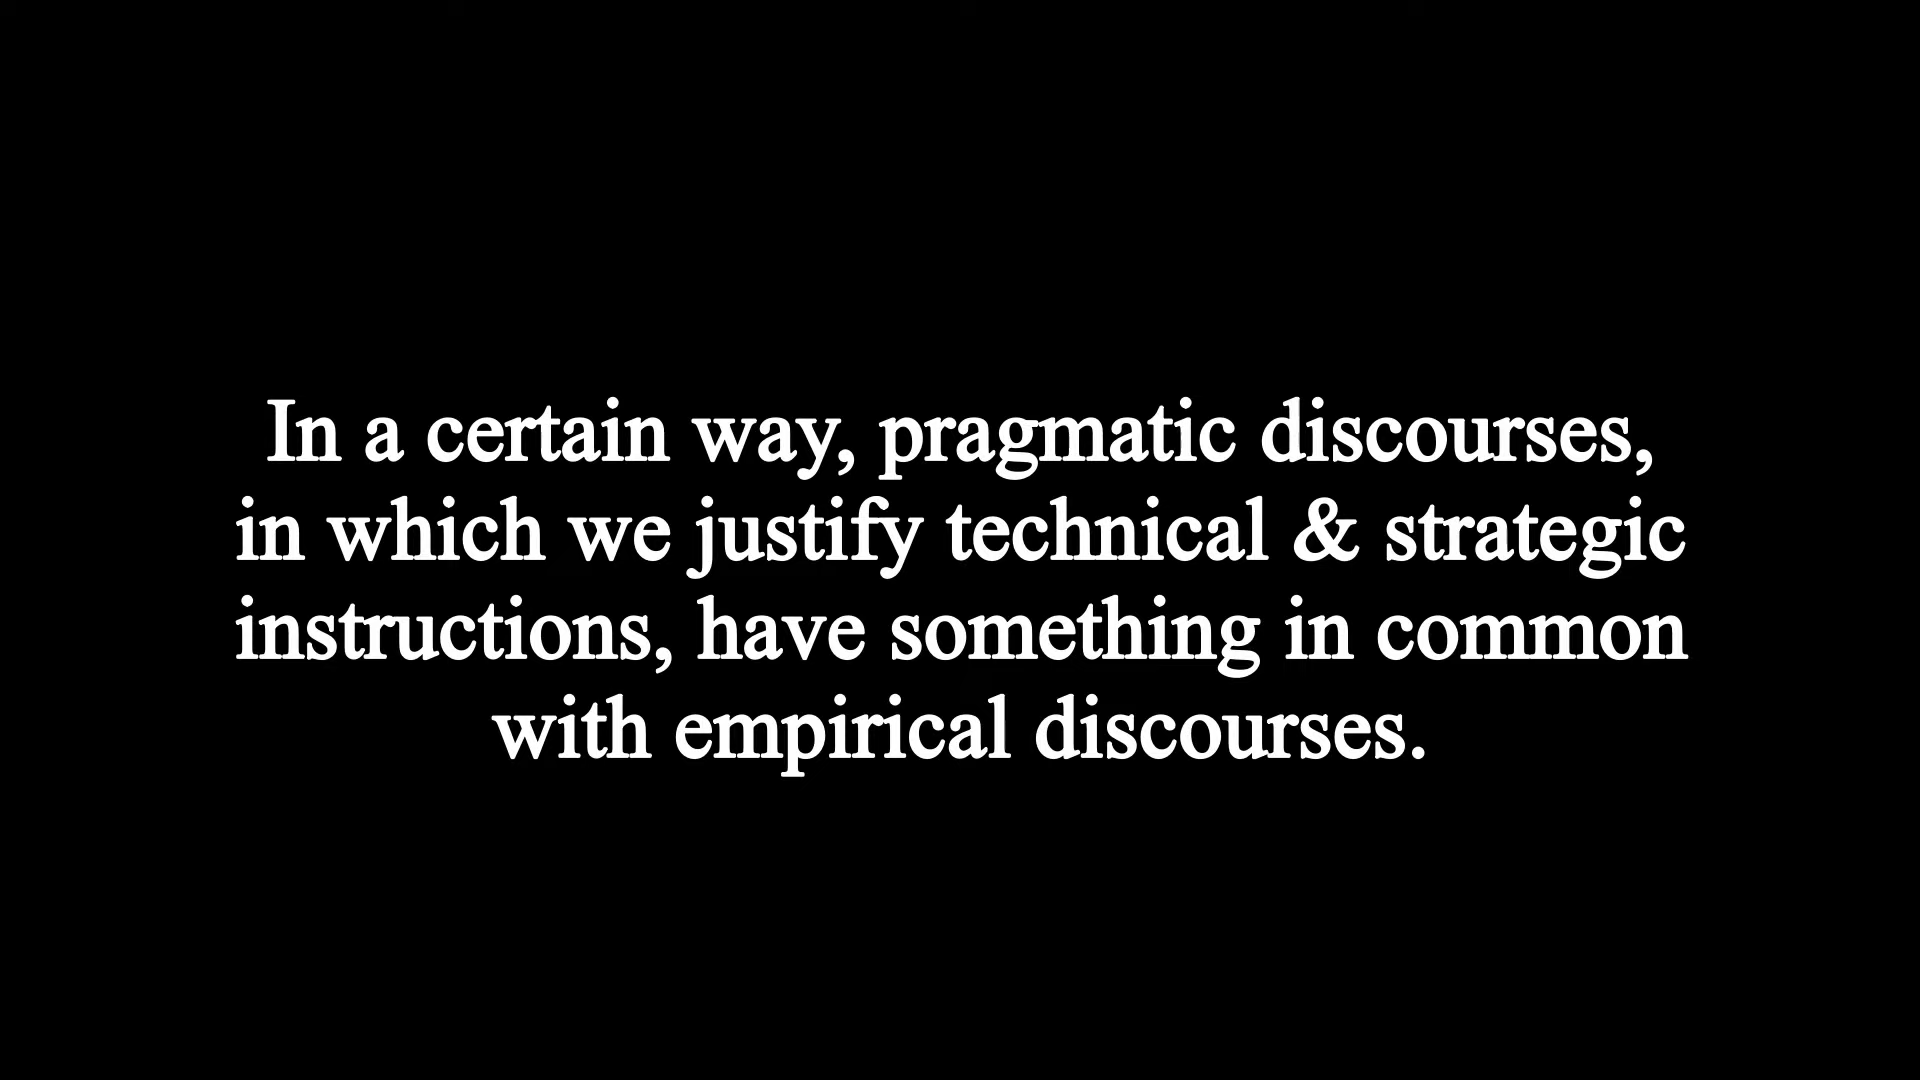 In a certain way, pragmatic discourses,
in which we justify technical & strategic
instructions, have something in common
with empirical discourses.